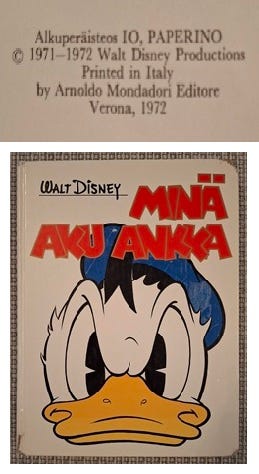 Alkuperäisteos IO, PAPERINO
© 1971–1972 Walt Disney Productions
Printed in Italy
by Arnoldo Mondadori Editore
Verona, 1972
WALT DISNEY
MINÄ
AKU ANKKA